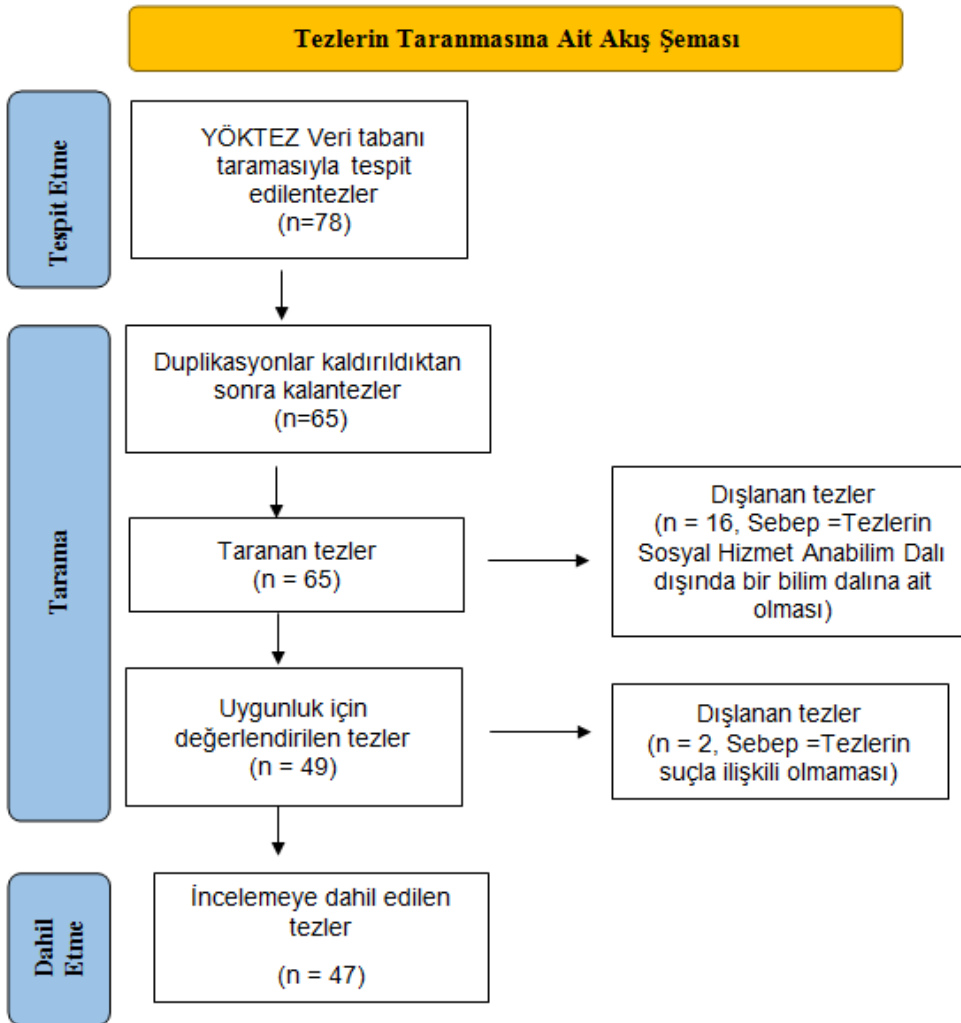 Tezlerin Taranmasına Ait Akış Şeması
Tespit Etme
YÖKTEZ Veri tabanı
taramasıyla tespit
edilentezler
(n=78)
Tarama
Duplikasyonlar kaldırıldıktan
sonra kalantezler
(n=65)
Taranan tezler
(n = 65)
Dışlanan tezler
(n = 16, Sebep =Tezlerin
Sosyal Hizmet Anabilim Dalı
dışında bir bilim dalına ait
olması)
Uygunluk için
değerlendirilen tezler
(n = 49)
Dışlanan tezler
(n = 2, Sebep =Tezlerin
suçla ilişkili olmaması)
Dahil
Etme
İncelemeye dahil edilen
tezler
(n = 47)